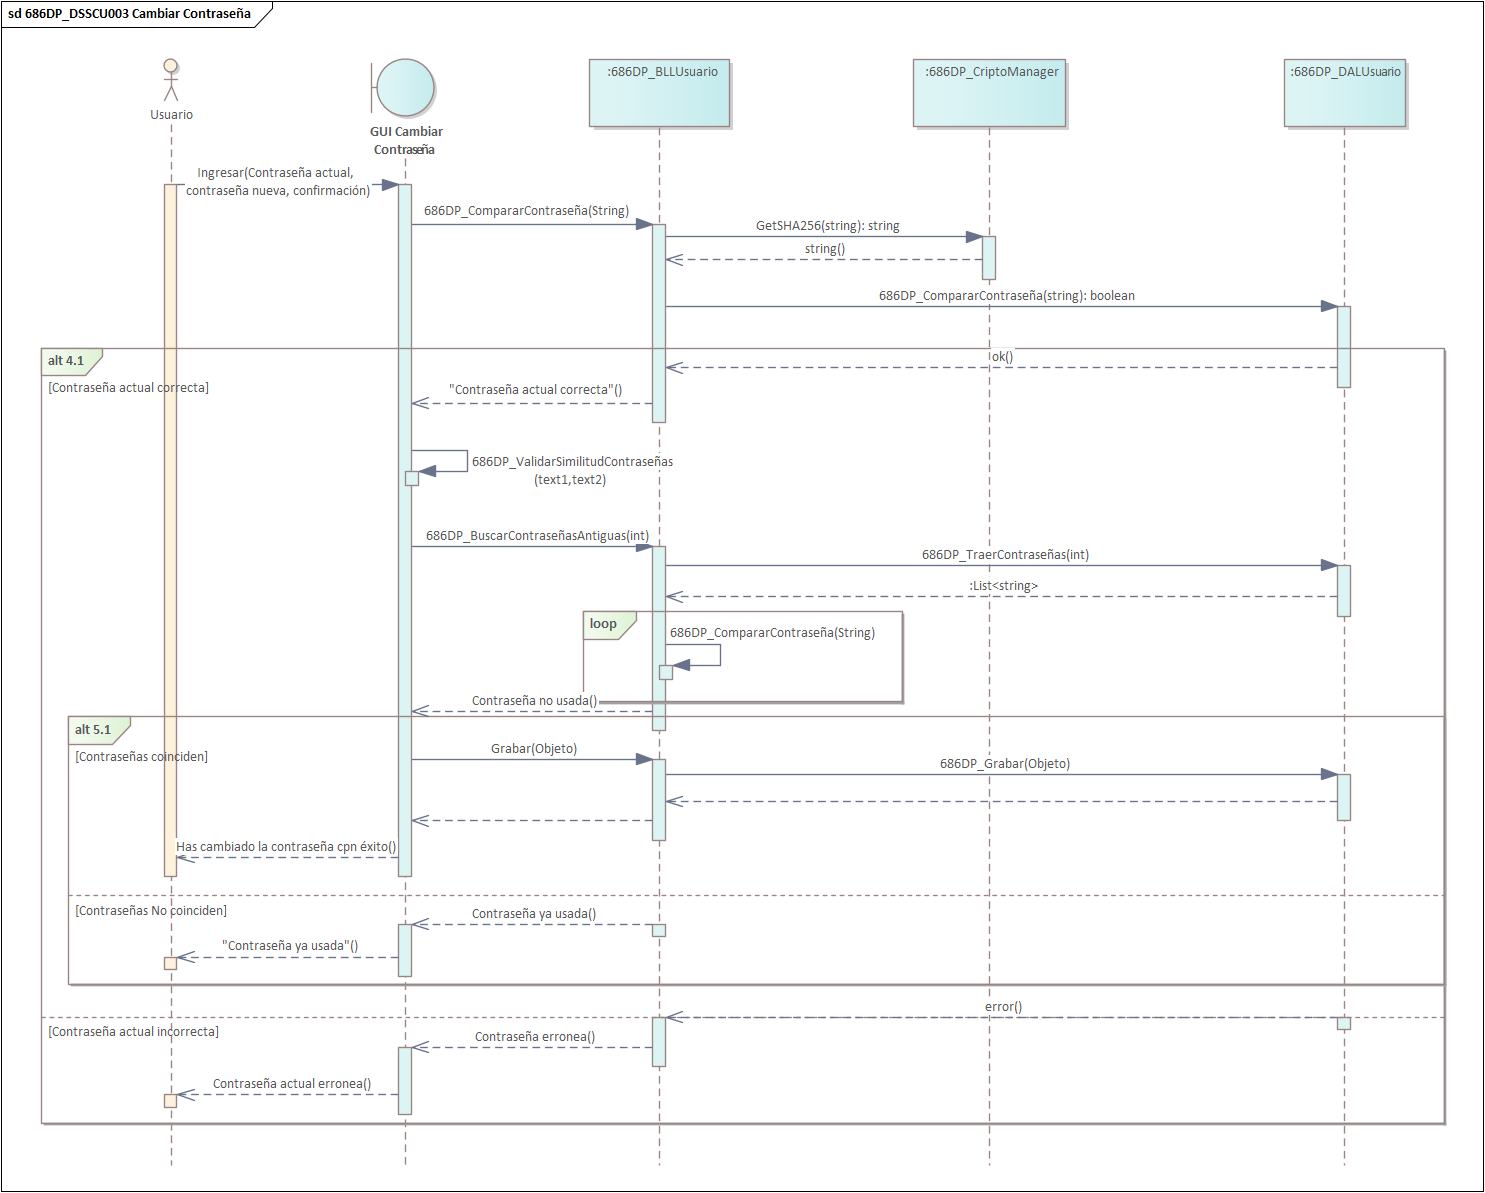 sd 686DP_DSSCU003 Cambiar Contraseña
Usuario
GUI Cambiar
Contraseña
:686DP_BLLUsuario
:686DP_CriptoManager
:686DP_DALUsuario
Ingresar(Contraseña actual,
contraseña nueva, confirmación)
686DP_CompararContraseña(String)
GetSHA256(string): string
string()
686DP_CompararContraseña(string): boolean
alt 4.1
[Contraseña actual correcta]
ok()
"Contraseña actual correcta"()
686DP_ValidarSimilitudContraseñas
(text1,text2)
686DP_BuscarContraseñasAntiguas(int)
686DP_TraerContraseñas(int)
:List<string>
loop
686DP_CompararContraseña(String)
Contraseña no usada()
alt 5.1
[Contraseñas coinciden]
Grabar(Objeto)
686DP_Grabar(Objeto)
Has cambiado la contraseña cpn éxito()
[Contraseñas No coinciden]
Contraseña ya usada()
"Contraseña ya usada"()
error()
[Contraseña actual incorrecta]
Contraseña erronea()
Contraseña actual erronea()